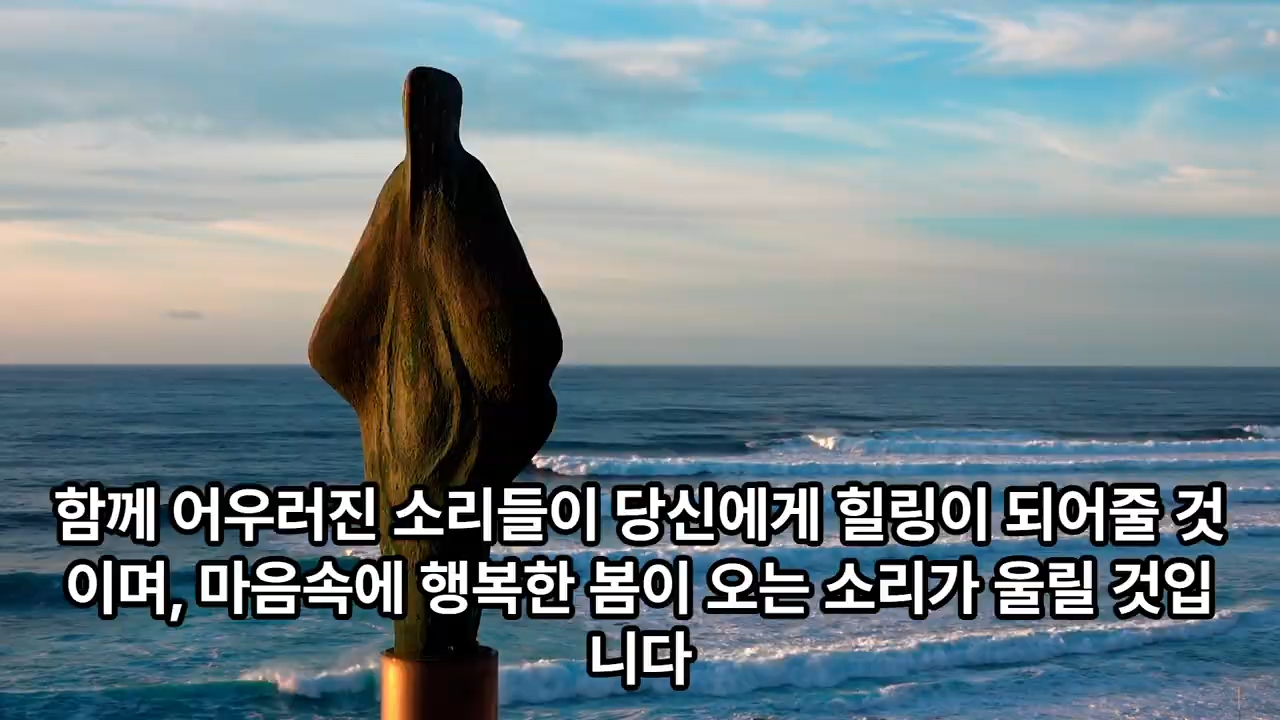 함께 어우러진 소리들이 당신에게 힐링이 되어줄 것
이며, 마음속에 행복한 봄이 오는 소리가 울릴 것입
니다